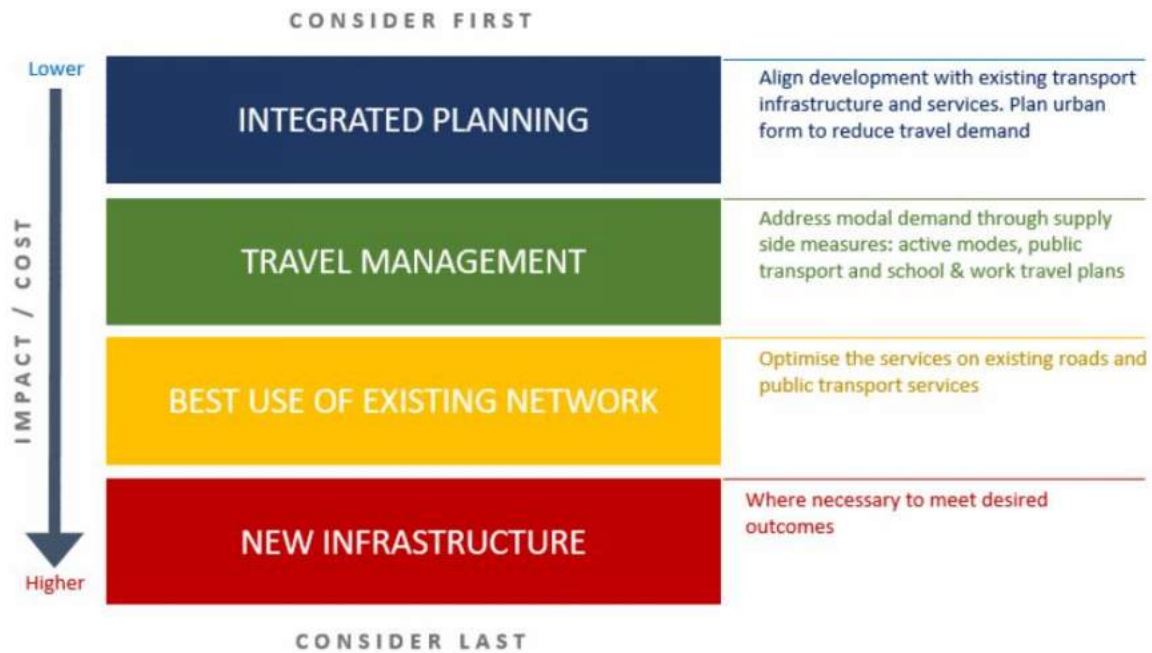 CONSIDER FIRST
Lower
INTEGRATED PLANNING
Align development with existing transport
infrastructure and services. Plan urban
form to reduce travel demand
TRAVEL MANAGEMENT
Address modal demand through supply
side measures: active modes, public
transport and school & work travel plans
IMPACT / COST
BEST USE OF EXISTING NETWORK
Optimise the services on existing roads and
public transport services
NEW INFRASTRUCTURE
Where necessary to meet desired
outcomes
Higher
CONSIDER LAST